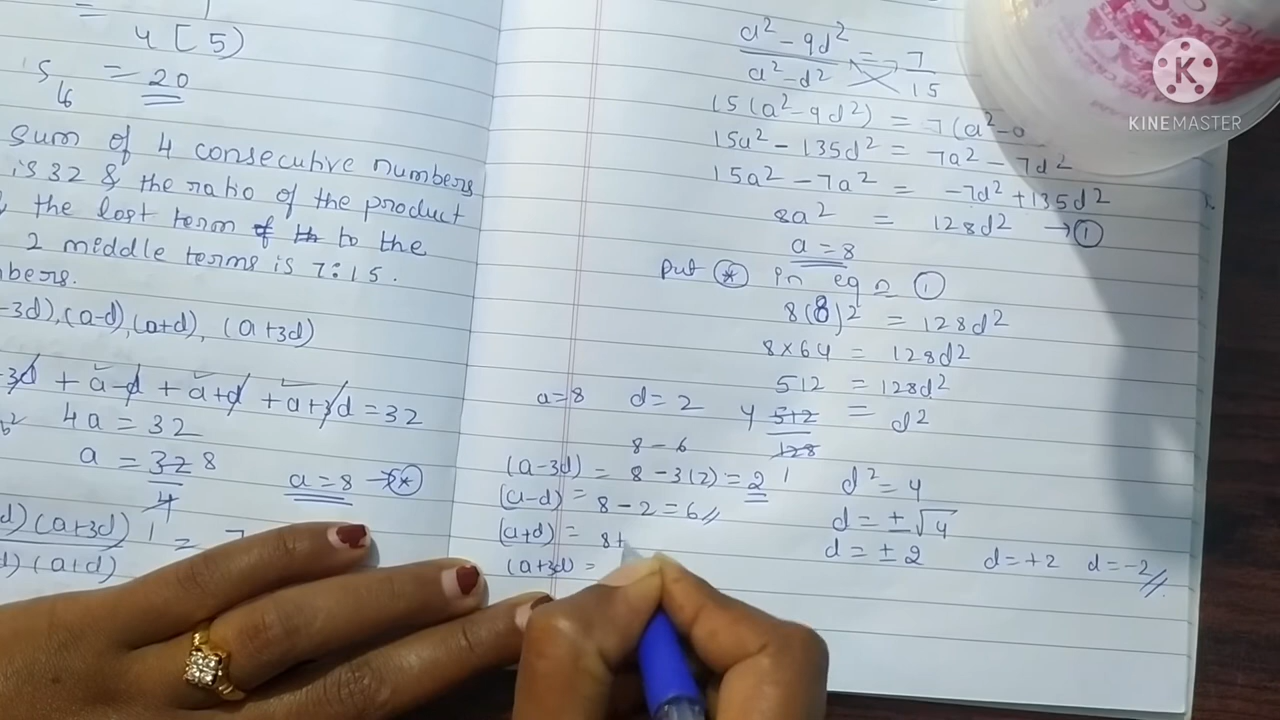 =
4 [ 5)
S₁₆ = 20
Sum of 4 consecutive numbers
is 32 & the ratio of the product
the last term to the
2 middle terms is 7:15.
-3d), (a-d), (a+d), (a+3d)
3d + a-d + a+d + a+3d = 32
4a = 32
a = 32 8
4
a = 8 → *
d) (a+3d) = 7
d) (a+d)
a² - 9d² = 7
a² - d² 15
15(a² - 9d²) = 7(a² -
15a² - 135d² = 7a² - 7d²
15a² - 7a² = -7d² + 135d²
8a² = 128d² → ①
a = 8
Put * in eqn ①
8(8)² = 128d²
8×64 = 128d²
512 = 128d²
4 512 = d²
128
d² = 4
d = ±√4
d = ±2 d = +2 d = -2
a = 8 d = 2
8 - 6
(a-3d) = 8 - 3(2) = 2
(a-d) = 8 - 2 = 6
(a+d) = 8+
(a+3d) =
K
KINEMASTER